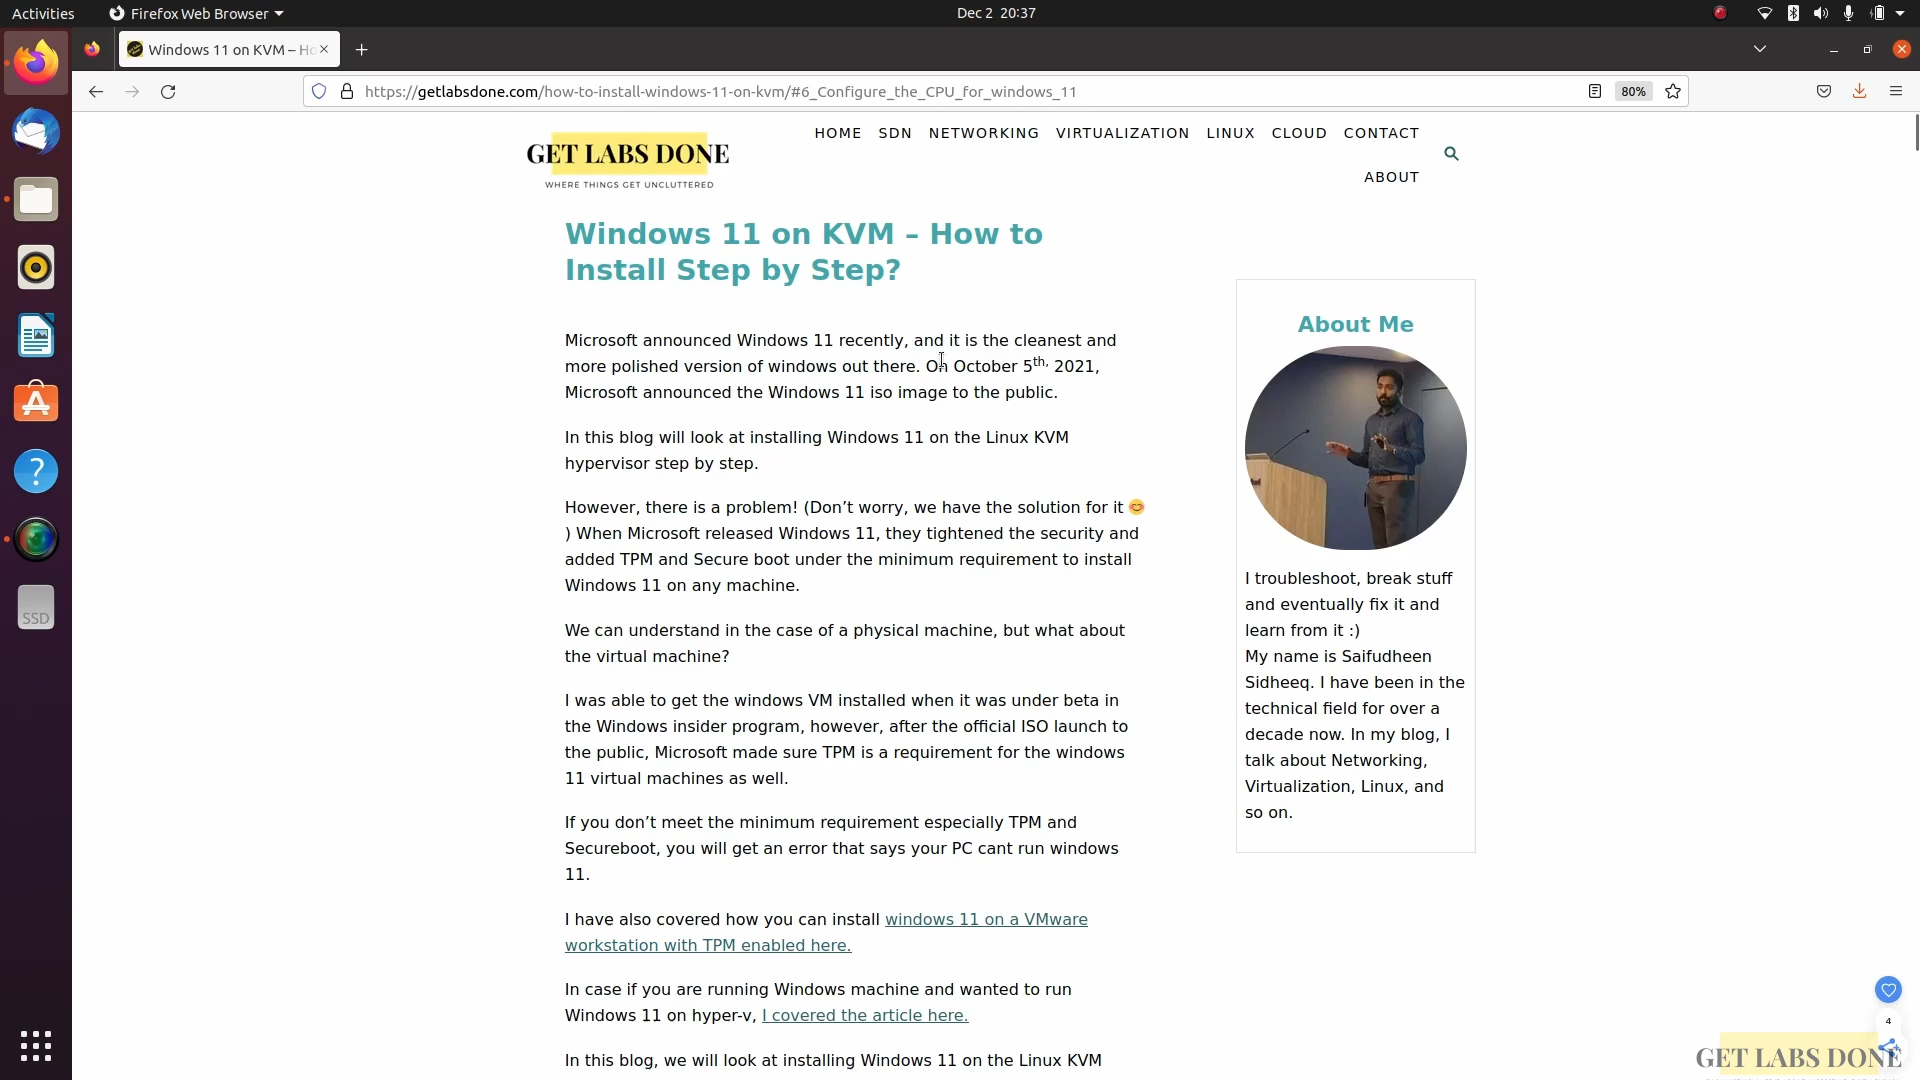 Activities
Firefox Web Browser
Dec 2 20:37
Windows 11 on KVM – Ho
https://getlabsdone.com/how-to-install-windows-11-on-kvm/#6_Configure_the_CPU_for_windows_11
80%
GET LABS DONE
WHERE THINGS GET UNCLUTTERED
HOME SDN NETWORKING VIRTUALIZATION LINUX CLOUD CONTACT
ABOUT
Windows 11 on KVM – How to
Install Step by Step?
Microsoft announced Windows 11 recently, and it is the cleanest and
more polished version of windows out there. On October 5th, 2021,
Microsoft announced the Windows 11 iso image to the public.
In this blog will look at installing Windows 11 on the Linux KVM
hypervisor step by step.
However, there is a problem! (Don’t worry, we have the solution for it 😊
) When Microsoft released Windows 11, they tightened the security and
added TPM and Secure boot under the minimum requirement to install
Windows 11 on any machine.
We can understand in the case of a physical machine, but what about
the virtual machine?
I was able to get the windows VM installed when it was under beta in
the Windows insider program, however, after the official ISO launch to
the public, Microsoft made sure TPM is a requirement for the windows
11 virtual machines as well.
If you don’t meet the minimum requirement especially TPM and
Secureboot, you will get an error that says your PC cant run windows
11.
I have also covered how you can install windows 11 on a VMware
workstation with TPM enabled here.
In case if you are running Windows machine and wanted to run
Windows 11 on hyper-v, I covered the article here.
In this blog, we will look at installing Windows 11 on the Linux KVM
About Me
I troubleshoot, break stuff
and eventually fix it and
learn from it :)
My name is Saifudheen
Sidheeq. I have been in the
technical field for over a
decade now. In my blog, I
talk about Networking,
Virtualization, Linux, and
so on.
SSD
4
GET LABS DONE